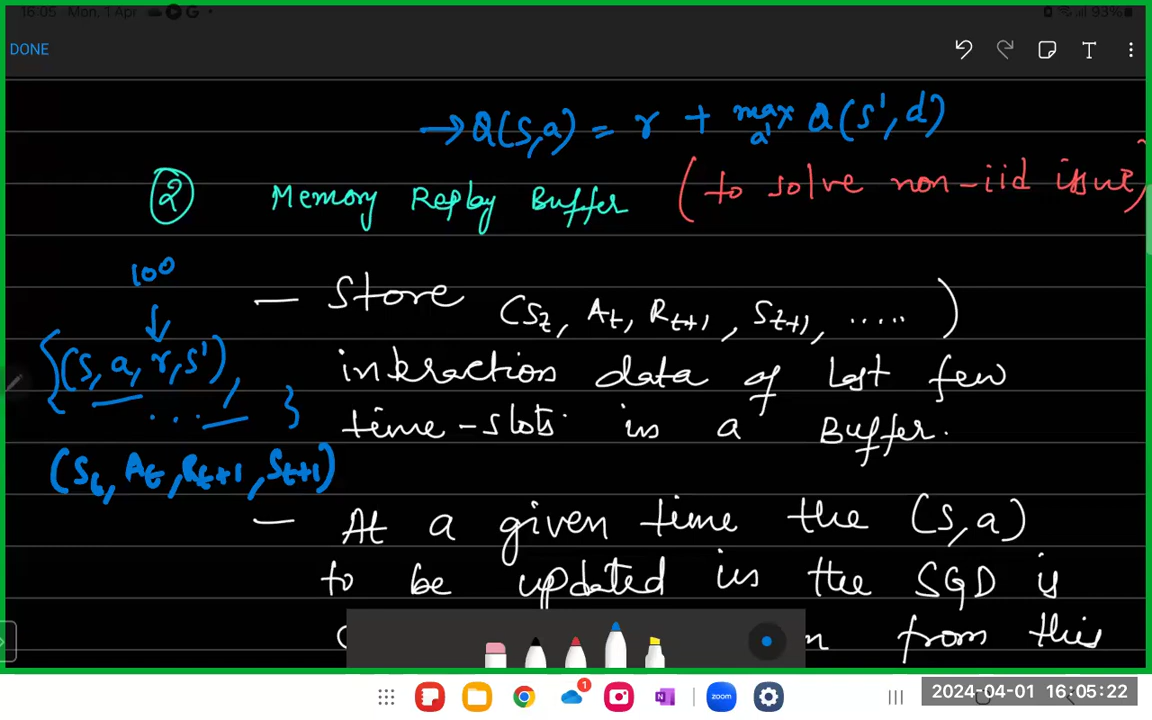 16:05 Mon, 1 Apr
93%
DONE
→ Q(s,a) = r + max Q(s',a')
a'
② Memory Replay Buffer (to solve non-iid issue)
100
↓
— Store (St, At, Rt+1, St+1, .....)
{(s, a, r, s'),
interaction data of last few
... }
time-slots in a Buffer.
(St, At, Rt+1, St+1)
— At a given time the (s,a)
to be updated in the SGD is
from this
1
zoom
2024-04-01 16:05:22